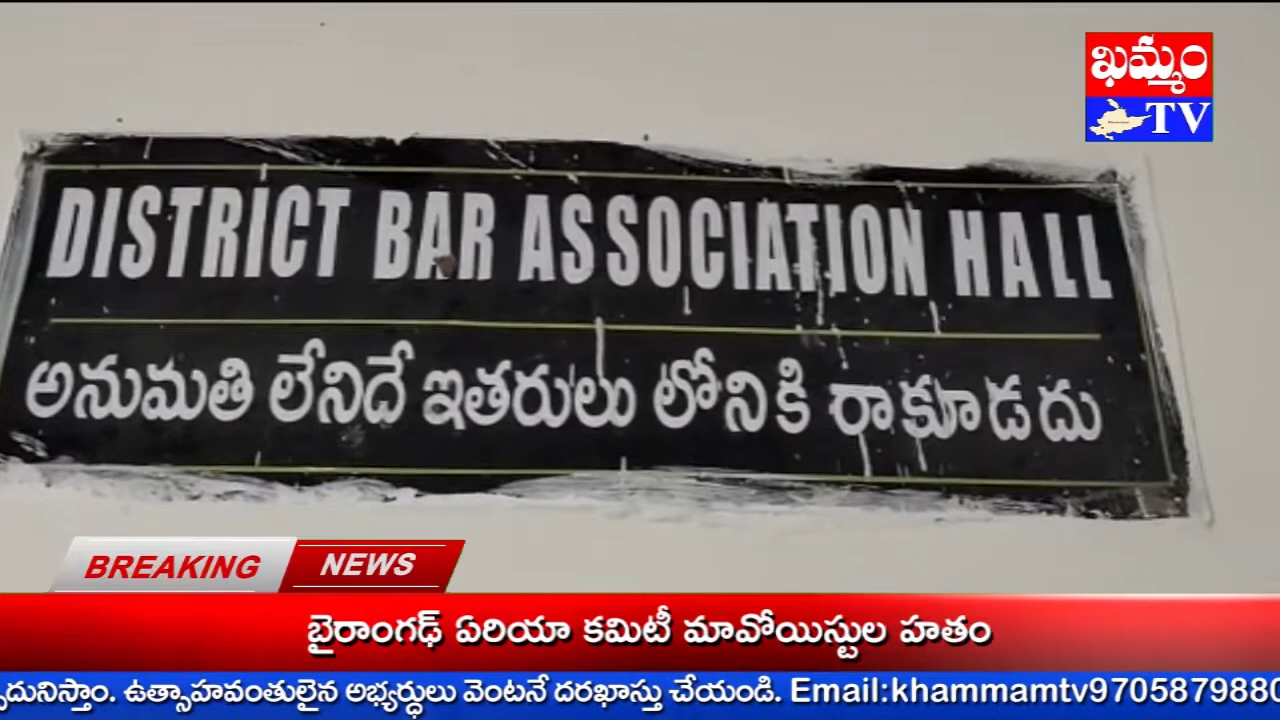 ఖమ్మం
TV
DISTRICT BAR ASSOCIATION HALL
అనుమతి లేనిదే ఇతరులు లోనికి రాకూడదు
BREAKING NEWS
బైరాంగఢ్ ఏరియా కమిటీ మావోయిస్టుల హతం
ఉత్సాహవంతులైన అభ్యర్ధులు వెంటనే దరఖాస్తు చేయండి. Email:khammamtv970587988